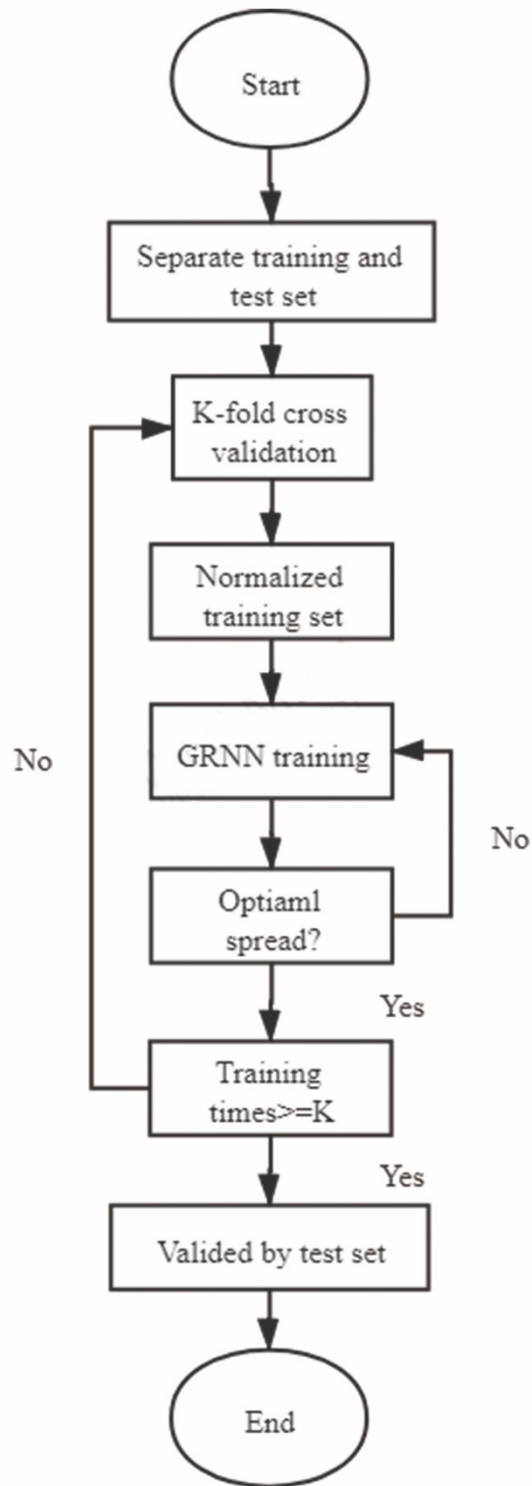 Start
Separate training and
test set
K-fold cross
validation
Normalized
training set
GRNN training
No
No
Optiaml
spread?
Yes
Training
times>=K
Yes
Valided by test set
End